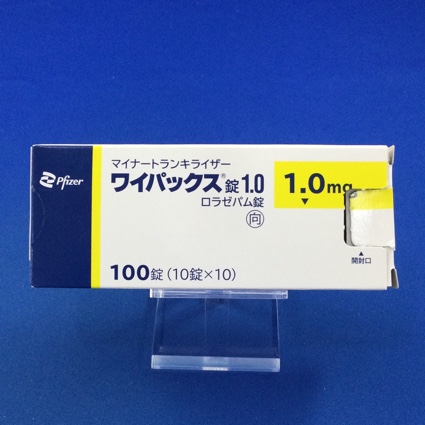 Pfizer
マイナートランキライザー
ワイパックス®錠1.0
ロラゼパム錠
向
1.0mg
▼
100錠(10錠×10)
▲
開封口